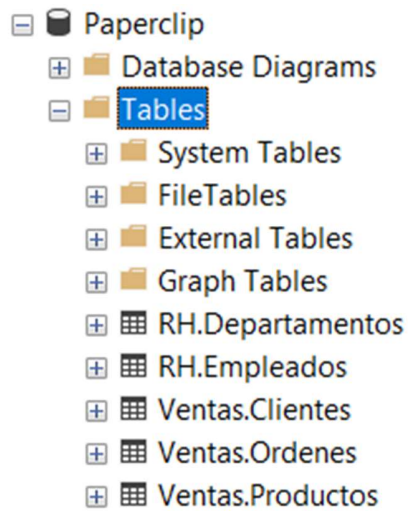 Paperclip
Database Diagrams
Tables
System Tables
FileTables
External Tables
Graph Tables
RH.Departamentos
RH.Empleados
Ventas.Clientes
Ventas.Ordenes
Ventas.Productos